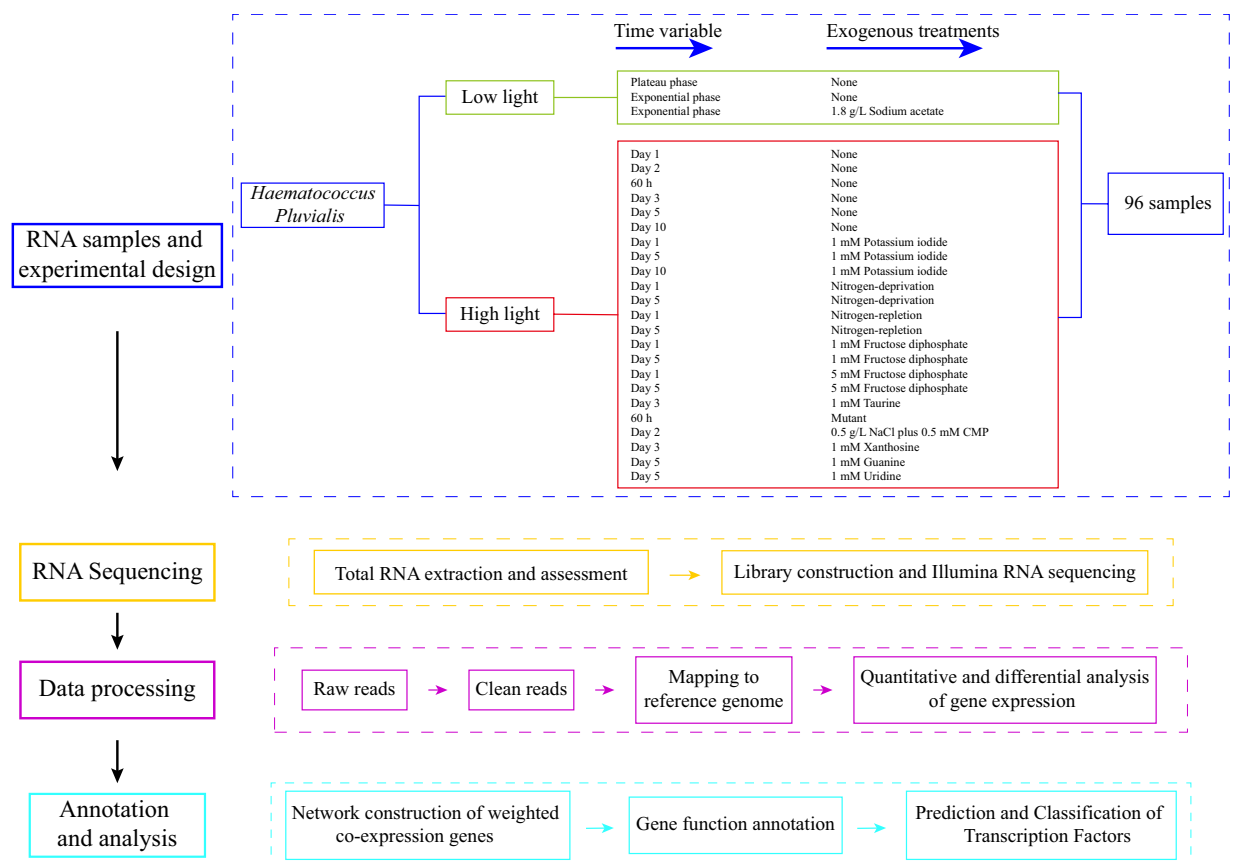 Time variable Exogenous treatments
Low light
Plateau phase None
Exponential phase None
Exponential phase 1.8 g/L Sodium acetate
Haematococcus
Pluvialis
96 samples
RNA samples and
experimental design
High light
Day 1 None
Day 2 None
60 h None
Day 3 None
Day 5 None
Day 10 None
Day 1 1 mM Potassium iodide
Day 5 1 mM Potassium iodide
Day 10 1 mM Potassium iodide
Day 1 Nitrogen-deprivation
Day 5 Nitrogen-deprivation
Day 1 Nitrogen-repletion
Day 5 Nitrogen-repletion
Day 1 1 mM Fructose diphosphate
Day 5 1 mM Fructose diphosphate
Day 1 5 mM Fructose diphosphate
Day 5 5 mM Fructose diphosphate
Day 3 1 mM Taurine
60 h Mutant
Day 2 0.5 g/L NaCl plus 0.5 mM CMP
Day 3 1 mM Xanthosine
Day 5 1 mM Guanine
Day 5 1 mM Uridine
RNA Sequencing
Total RNA extraction and assessment
Library construction and Illumina RNA sequencing
Data processing
Raw reads
Clean reads
Mapping to
reference genome
Quantitative and differential analysis
of gene expression
Annotation
and analysis
Network construction of weighted
co-expression genes
Gene function annotation
Prediction and Classification of
Transcription Factors